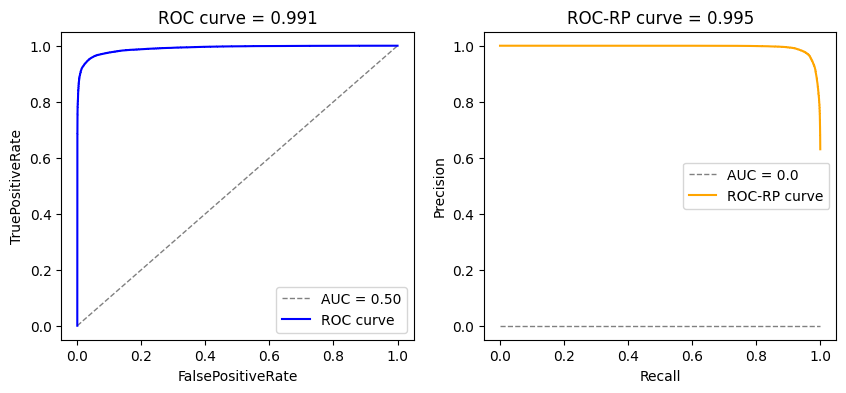 ROC curve = 0.991
TruePositiveRate
1.0
0.8
0.6
0.4
0.2
0.0
AUC = 0.50
ROC curve
0.0 0.2 0.4 0.6 0.8 1.0
FalsePositiveRate
ROC-RP curve = 0.995
Precision
1.0
0.8
0.6
0.4
0.2
0.0
AUC = 0.0
ROC-RP curve
0.0 0.2 0.4 0.6 0.8 1.0
Recall